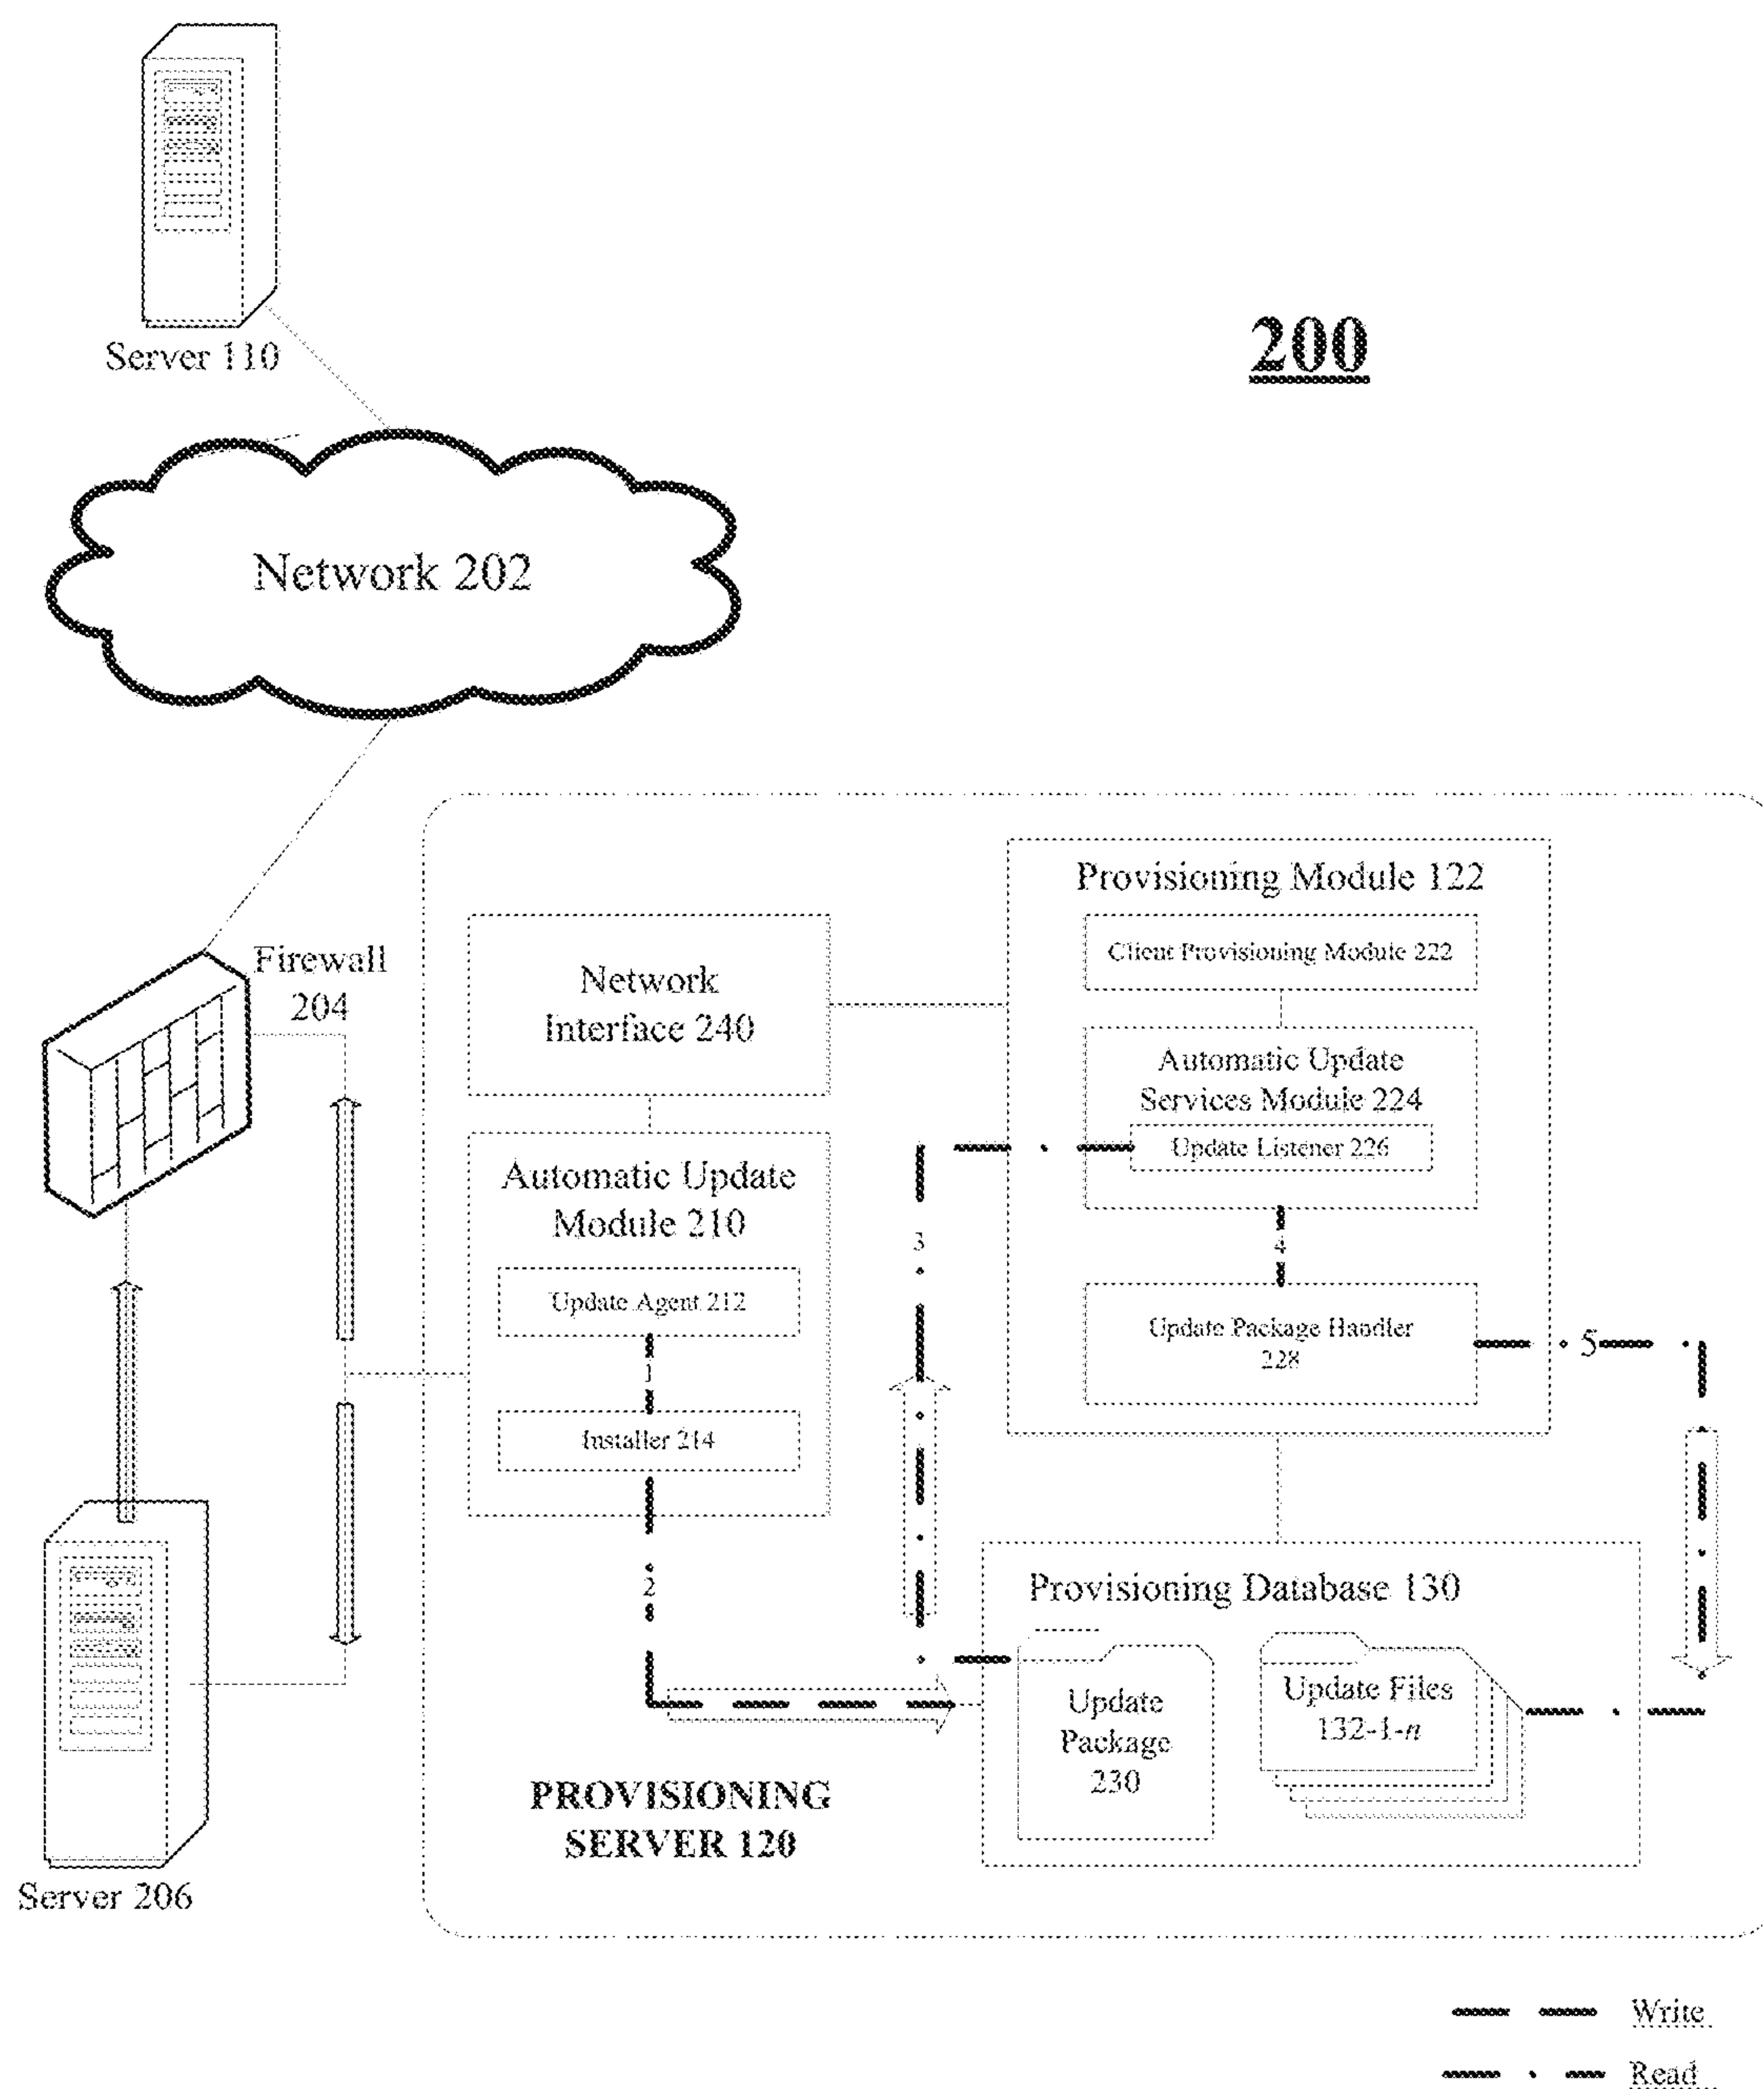 Server 110
200
Network 202
Firewall
204
Network
Interface 240
Provisioning Module 122
Client Provisioning Module 222
Automatic Update
Services Module 224
Update Listener 226
3
4
Update Package Handler
228
5
Automatic Update
Module 210
Update Agent 212
1
Installer 214
2
Provisioning Database 130
Update
Package
230
Update Files
132-1-n
PROVISIONING
SERVER 120
Server 206
Write
Read